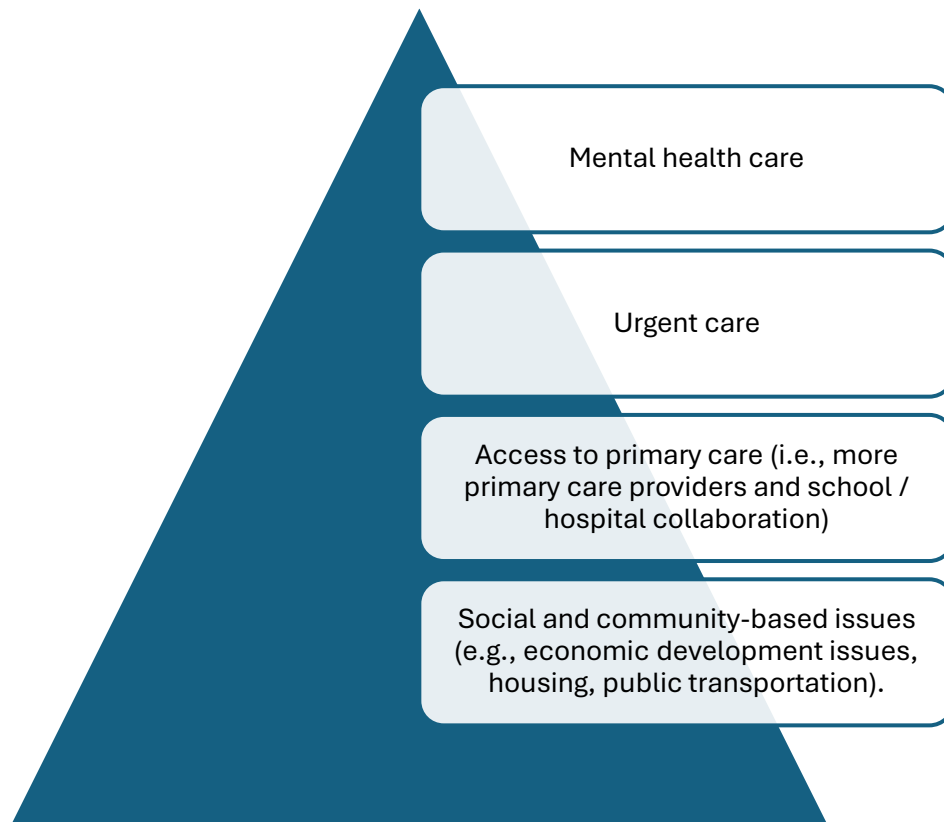 Mental health care
Urgent care
Access to primary care (i.e., more
primary care providers and school /
hospital collaboration)
Social and community-based issues
(e.g., economic development issues,
housing, public transportation).